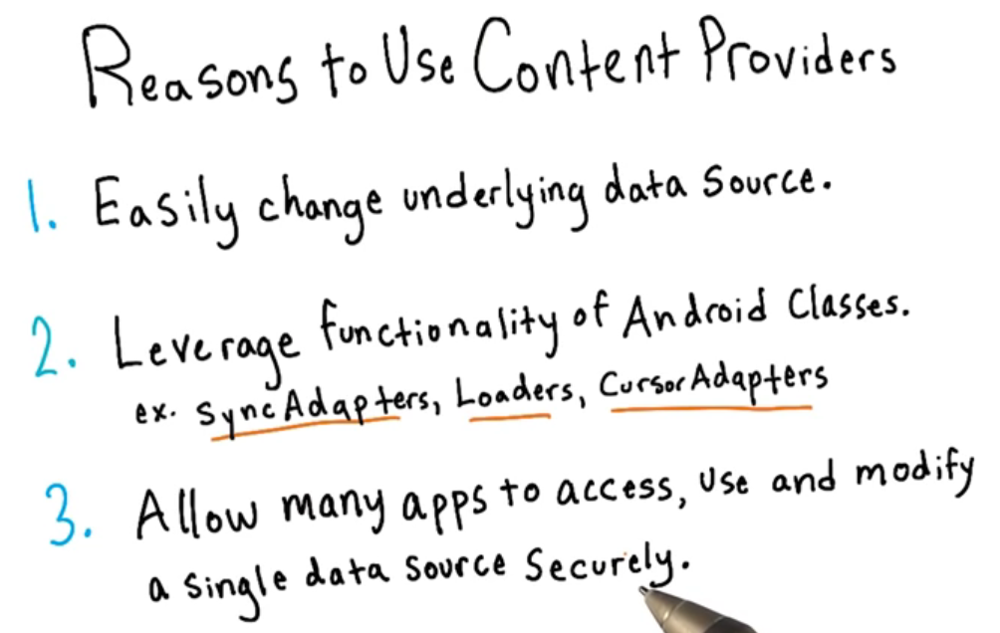 Reasons to Use Content Providers
1. Easily change underlying data source.
2. Leverage functionality of Android Classes.
ex. SyncAdapters, Loaders, CursorAdapters
3. Allow many apps to access, use and modify
a single data source securely.